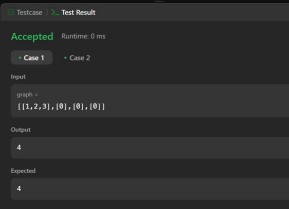 Testcase | >_ Test Result
Accepted Runtime: 0 ms
• Case 1 • Case 2
Input
graph =
[[1,2,3],[0],[0],[0]]
Output
4
Expected
4